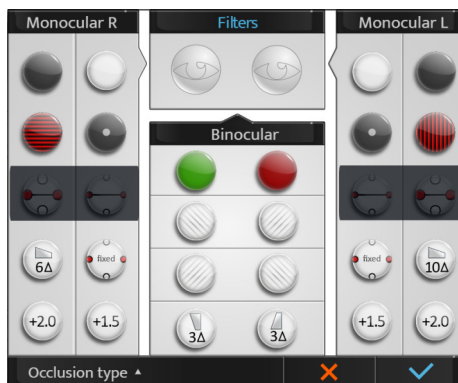 Monocular R
Filters
Monocular L
Binocular
6Δ
fixed
fixed
10Δ
+2.0
+1.5
3Δ
3Δ
+1.5
+2.0
Occlusion type